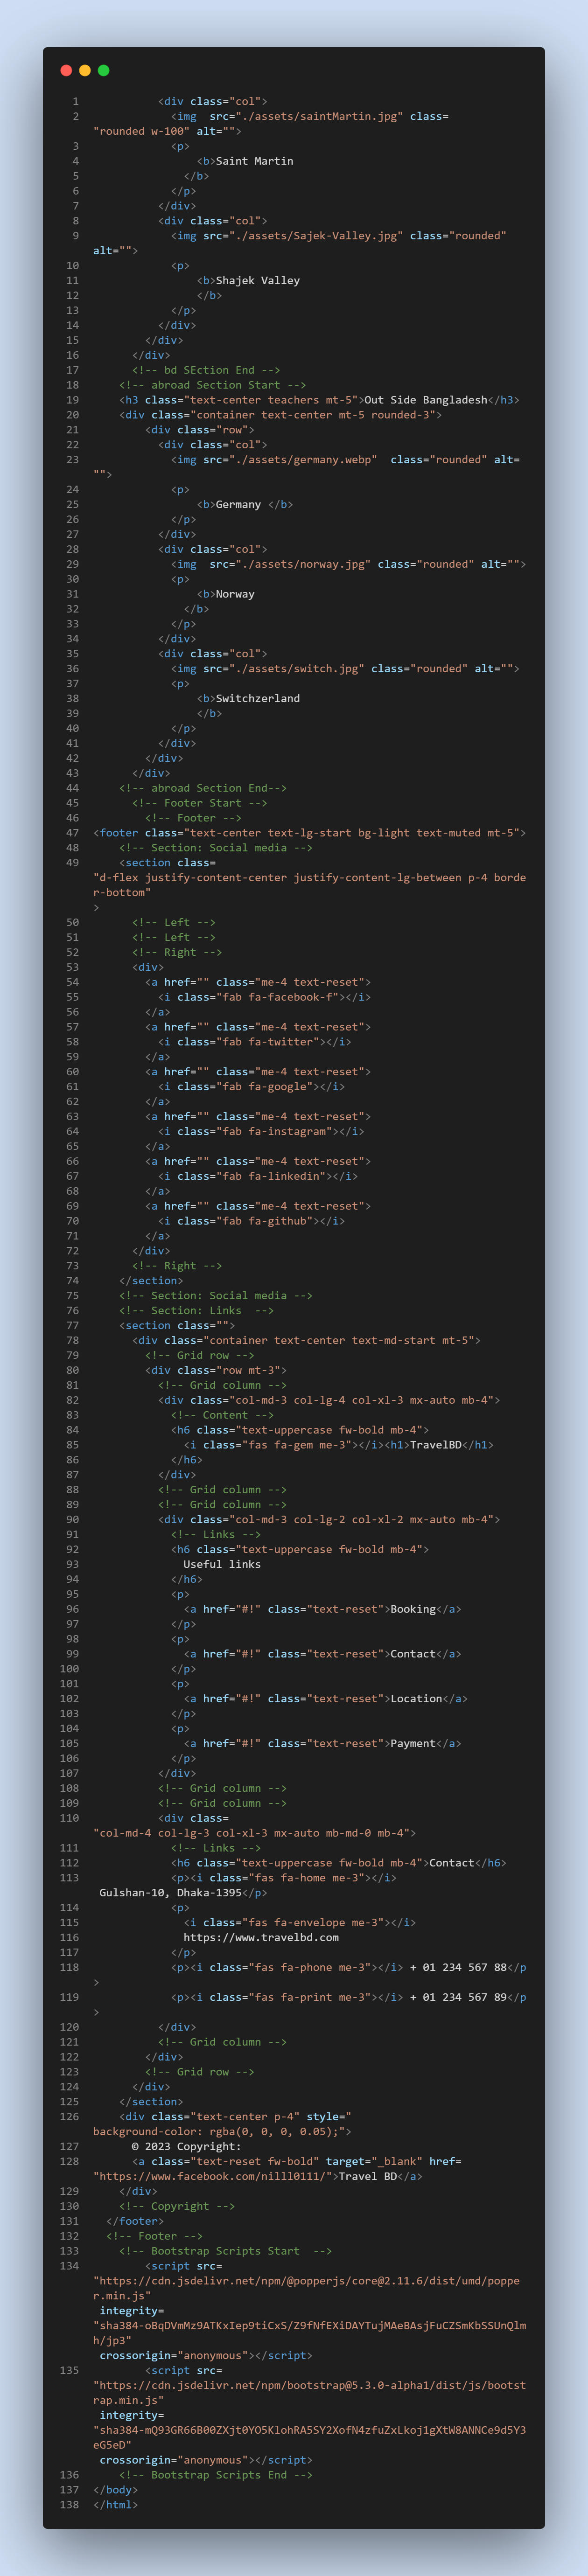 1 <div class="col">
2 <img  src="./assets/saintMartin.jpg" class=
"rounded w-100" alt="">
3 <p>
4 <b>Saint Martin
5 </b>
6 </p>
7 </div>
8 <div class="col">
9 <img src="./assets/Sajek-Valley.jpg" class="rounded"
alt="">
10 <p>
11 <b>Shajek Valley
12 </b>
13 </p>
14 </div>
15 </div>
16 </div>
17 <!-- bd SEction End -->
18 <!-- abroad Section Start -->
19 <h3 class="text-center teachers mt-5">Out Side Bangladesh</h3>
20 <div class="container text-center mt-5 rounded-3">
21 <div class="row">
22 <div class="col">
23 <img src="./assets/germany.webp"  class="rounded" alt=
"">
24 <p>
25 <b>Germany </b>
26 </p>
27 </div>
28 <div class="col">
29 <img  src="./assets/norway.jpg" class="rounded" alt="">
30 <p>
31 <b>Norway
32 </b>
33 </p>
34 </div>
35 <div class="col">
36 <img src="./assets/switch.jpg" class="rounded" alt="">
37 <p>
38 <b>Switchzerland
39 </b>
40 </p>
41 </div>
42 </div>
43 </div>
44 <!-- abroad Section End-->
45 <!-- Footer Start -->
46 <!-- Footer -->
47 <footer class="text-center text-lg-start bg-light text-muted mt-5">
48 <!-- Section: Social media -->
49 <section class=
"d-flex justify-content-center justify-content-lg-between p-4 borde
r-bottom"
>
50 <!-- Left -->
51 <!-- Left -->
52 <!-- Right -->
53 <div>
54 <a href="" class="me-4 text-reset">
55 <i class="fab fa-facebook-f"></i>
56 </a>
57 <a href="" class="me-4 text-reset">
58 <i class="fab fa-twitter"></i>
59 </a>
60 <a href="" class="me-4 text-reset">
61 <i class="fab fa-google"></i>
62 </a>
63 <a href="" class="me-4 text-reset">
64 <i class="fab fa-instagram"></i>
65 </a>
66 <a href="" class="me-4 text-reset">
67 <i class="fab fa-linkedin"></i>
68 </a>
69 <a href="" class="me-4 text-reset">
70 <i class="fab fa-github"></i>
71 </a>
72 </div>
73 <!-- Right -->
74 </section>
75 <!-- Section: Social media -->
76 <!-- Section: Links  -->
77 <section class="">
78 <div class="container text-center text-md-start mt-5">
79 <!-- Grid row -->
80 <div class="row mt-3">
81 <!-- Grid column -->
82 <div class="col-md-3 col-lg-4 col-xl-3 mx-auto mb-4">
83 <!-- Content -->
84 <h6 class="text-uppercase fw-bold mb-4">
85 <i class="fas fa-gem me-3"></i><h1>TravelBD</h1>
86 </h6>
87 </div>
88 <!-- Grid column -->
89 <!-- Grid column -->
90 <div class="col-md-3 col-lg-2 col-xl-2 mx-auto mb-4">
91 <!-- Links -->
92 <h6 class="text-uppercase fw-bold mb-4">
93 Useful links
94 </h6>
95 <p>
96 <a href="#!" class="text-reset">Booking</a>
97 </p>
98 <p>
99 <a href="#!" class="text-reset">Contact</a>
100 </p>
101 <p>
102 <a href="#!" class="text-reset">Location</a>
103 </p>
104 <p>
105 <a href="#!" class="text-reset">Payment</a>
106 </p>
107 </div>
108 <!-- Grid column -->
109 <!-- Grid column -->
110 <div class=
"col-md-4 col-lg-3 col-xl-3 mx-auto mb-md-0 mb-4">
111 <!-- Links -->
112 <h6 class="text-uppercase fw-bold mb-4">Contact</h6>
113 <p><i class="fas fa-home me-3"></i>
Gulshan-10, Dhaka-1395</p>
114 <p>
115 <i class="fas fa-envelope me-3"></i>
116 https://www.travelbd.com
117 </p>
118 <p><i class="fas fa-phone me-3"></i> + 01 234 567 88</p
>
119 <p><i class="fas fa-print me-3"></i> + 01 234 567 89</p
>
120 </div>
121 <!-- Grid column -->
122 </div>
123 <!-- Grid row -->
124 </div>
125 </section>
126 <div class="text-center p-4" style="
background-color: rgba(0, 0, 0, 0.05);">
127 © 2023 Copyright:
128 <a class="text-reset fw-bold" target="_blank" href=
"https://www.facebook.com/nilll0111/">Travel BD</a>
129 </div>
130 <!-- Copyright -->
131 </footer>
132 <!-- Footer -->
133 <!-- Bootstrap Scripts Start  -->
134 <script src=
"https://cdn.jsdelivr.net/npm/@popperjs/core@2.11.6/dist/umd/poppe
r.min.js"
integrity=
"sha384-oBqDVmMz9ATKxIep9tiCxS/Z9fNfEXiDAYTujMAeBAsjFuCZSmKbSSUnQlm
h/jp3"
crossorigin="anonymous"></script>
135 <script src=
"https://cdn.jsdelivr.net/npm/bootstrap@5.3.0-alpha1/dist/js/bootst
rap.min.js"
integrity=
"sha384-mQ93GR66B00ZXjt0YO5KlohRA5SY2XofN4zfuZxLkoj1gXtW8ANNCe9d5Y3
eG5eD"
crossorigin="anonymous"></script>
136 <!-- Bootstrap Scripts End -->
137 </body>
138 </html>